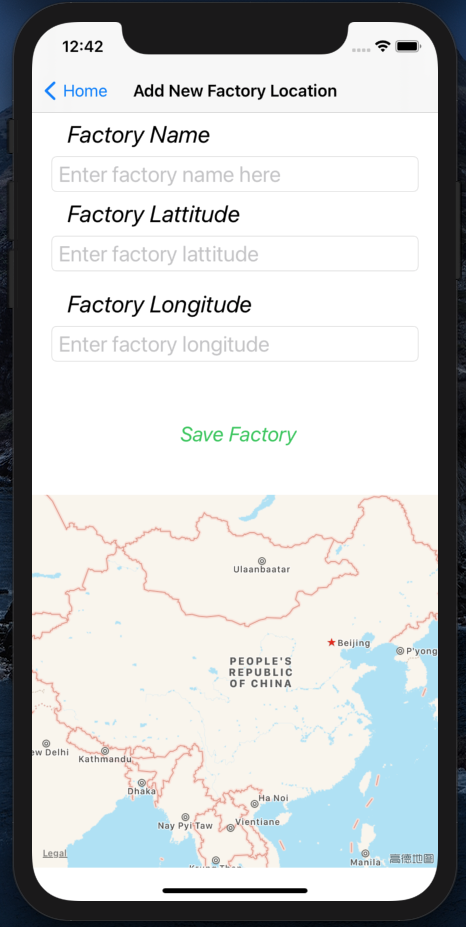 12:42
Home
Add New Factory Location
Factory Name
Enter factory name here
Factory Lattitude
Enter factory lattitude
Factory Longitude
Enter factory longitude
Save Factory
Ulaanbaatar
Beijing
P'yong
PEOPLE'S
REPUBLIC
OF CHINA
ew Delhi
Kathmandu
Dhaka
Ha Noi
Nay Pyi Taw
Vientiane
Manila
Legal
高德地圖